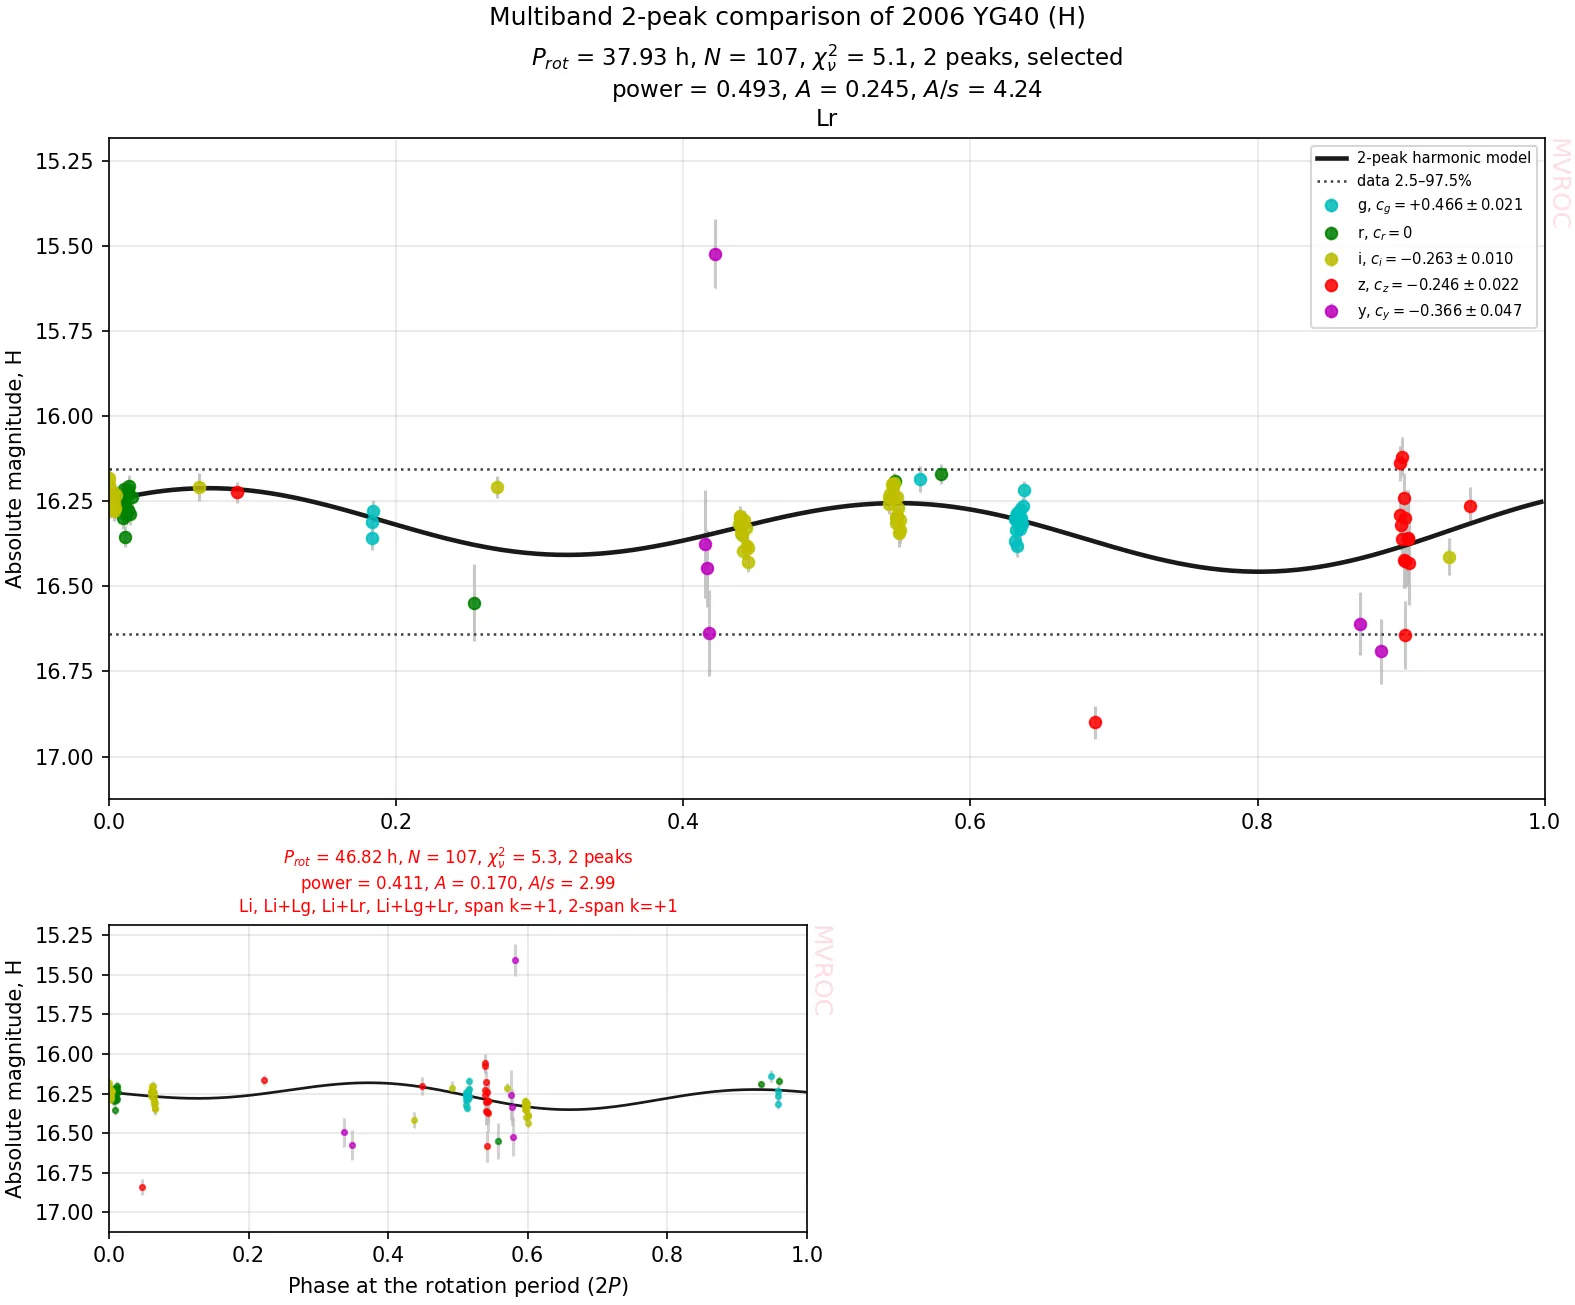 Multiband 2-peak comparison of 2006 YG40 (H)
P_rot = 37.93 h, N = 107, χ²_ν = 5.1, 2 peaks, selected
power = 0.493, A = 0.245, A/s = 4.24
Lr
2-peak harmonic model
data 2.5–97.5%
g, c_g = +0.466 ± 0.021
r, c_r = 0
i, c_i = −0.263 ± 0.010
z, c_z = −0.246 ± 0.022
y, c_y = −0.366 ± 0.047
MVROC
Absolute magnitude, H
15.25
15.50
15.75
16.00
16.25
16.50
16.75
17.00
0.0 0.2 0.4 0.6 0.8 1.0
P_rot = 46.82 h, N = 107, χ²_ν = 5.3, 2 peaks
power = 0.411, A = 0.170, A/s = 2.99
Li, Li+Lg, Li+Lr, Li+Lg+Lr, span k=+1, 2-span k=+1
MVROC
Absolute magnitude, H
15.25
15.50
15.75
16.00
16.25
16.50
16.75
17.00
0.0 0.2 0.4 0.6 0.8 1.0
Phase at the rotation period (2P)